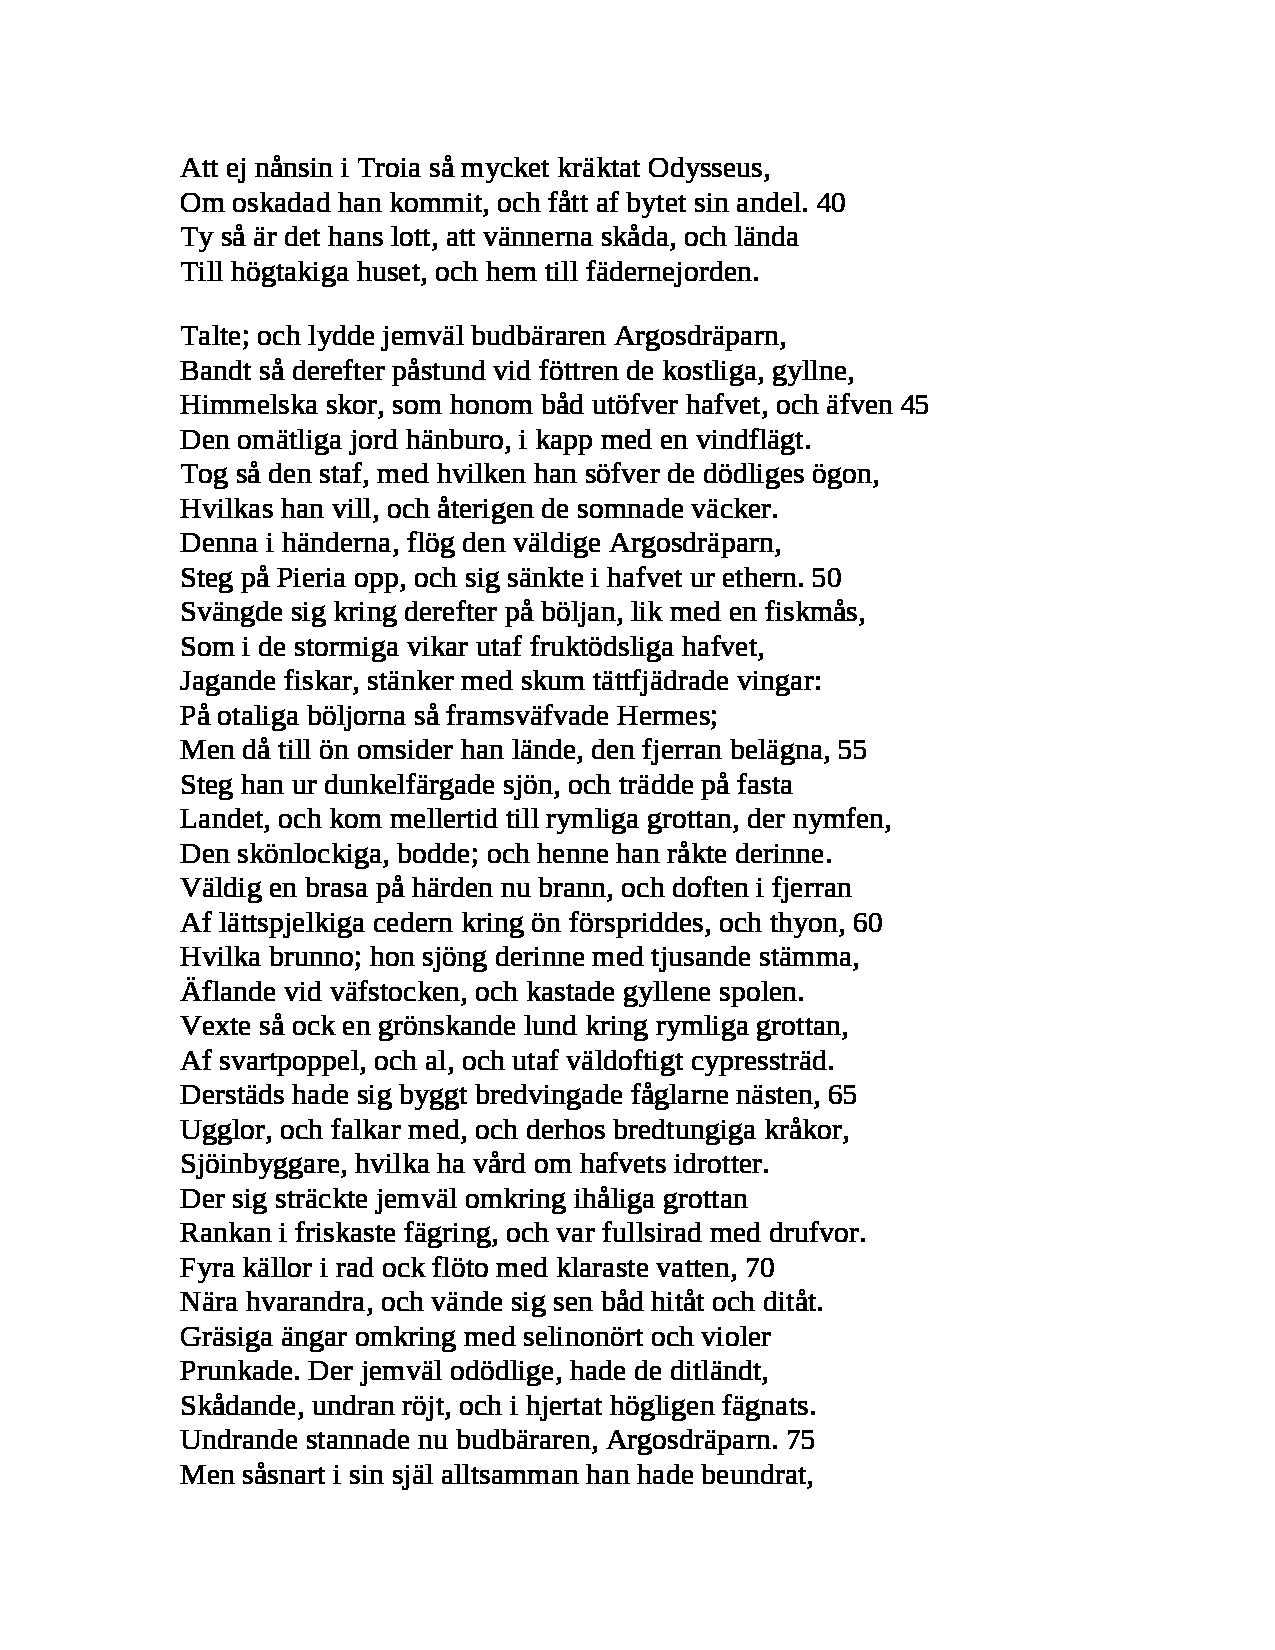 Att ej nånsin i Troia så mycket kräktat Odysseus,
Om oskadad han kommit, och fått af bytet sin andel. 40
Ty så är det hans lott, att vännerna skåda, och lända
Till högtakiga huset, och hem till fädernejorden.
Talte; och lydde jemväl budbäraren Argosdräparn,
Bandt så derefter påstund vid föttren de kostliga, gyllne,
Himmelska skor, som honom båd utöfver hafvet, och äfven 45
Den omätliga jord hänburo, i kapp med en vindflägt.
Tog så den staf, med hvilken han söfver de dödliges ögon,
Hvilkas han vill, och återigen de somnade väcker.
Denna i händerna, flög den väldige Argosdräparn,
Steg på Pieria opp, och sig sänkte i hafvet ur ethern. 50
Svängde sig kring derefter på böljan, lik med en fiskmås,
Som i de stormiga vikar utaf fruktödsliga hafvet,
Jagande fiskar, stänker med skum tättfjädrade vingar:
På otaliga böljorna så framsväfvade Hermes;
Men då till ön omsider han lände, den fjerran belägna, 55
Steg han ur dunkelfärgade sjön, och trädde på fasta
Landet, och kom mellertid till rymliga grottan, der nymfen,
Den skönlockiga, bodde; och henne han råkte derinne.
Väldig en brasa på härden nu brann, och doften i fjerran
Af lättspjelkiga cedern kring ön förspriddes, och thyon, 60
Hvilka brunno; hon sjöng derinne med tjusande stämma,
Äflande vid väfstocken, och kastade gyllene spolen.
Vexte så ock en grönskande lund kring rymliga grottan,
Af svartpoppel, och al, och utaf väldoftigt cypressträd.
Derstäds hade sig byggt bredvingade fåglarne nästen, 65
Ugglor, och falkar med, och derhos bredtungiga kråkor,
Sjöinbyggare, hvilka ha vård om hafvets idrotter.
Der sig sträckte jemväl omkring ihåliga grottan
Rankan i friskaste fägring, och var fullsirad med drufvor.
Fyra källor i rad ock flöto med klaraste vatten, 70
Nära hvarandra, och vände sig sen båd hitåt och ditåt.
Gräsiga ängar omkring med selinonört och violer
Prunkade. Der jemväl odödlige, hade de ditländt,
Skådande, undran röjt, och i hjertat högligen fägnats.
Undrande stannade nu budbäraren, Argosdräparn. 75
Men såsnart i sin själ alltsamman han hade beundrat,